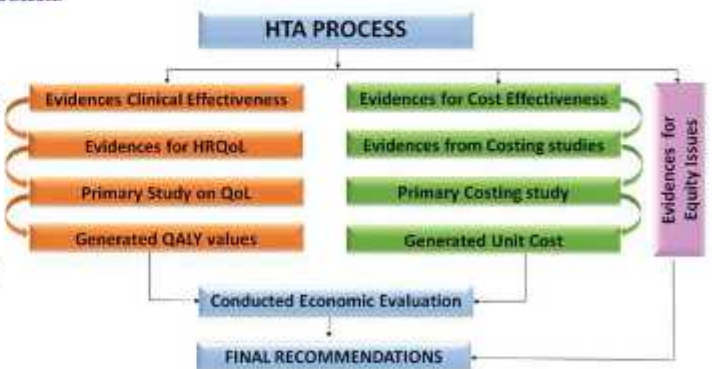 HTA PROCESS
Evidences Clinical Effectiveness
Evidences for HRQoL
Primary Study on QoL
Generated QALY values
Evidences for Cost Effectiveness
Evidences from Costing studies
Primary Costing study
Generated Unit Cost
Evidences for
Equity Issues
Conducted Economic Evaluation
FINAL RECOMMENDATIONS